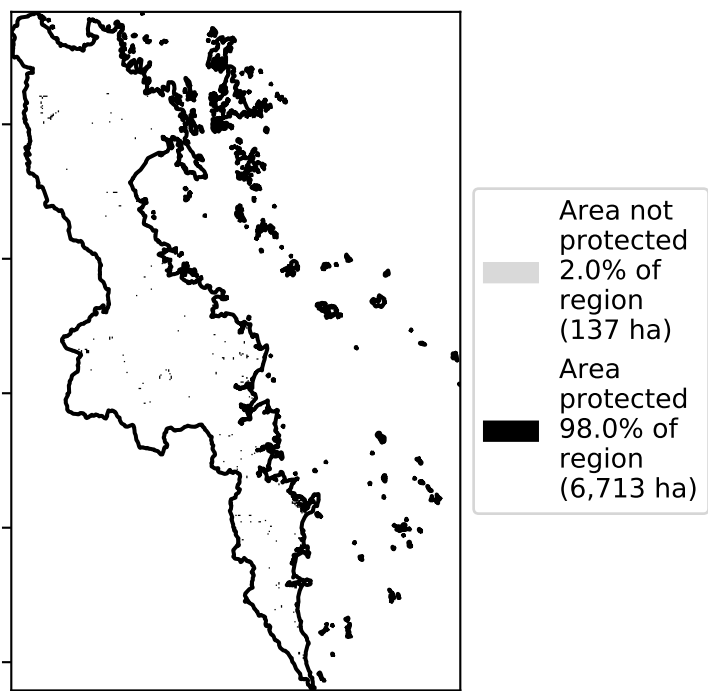 Area not
protected
2.0% of
region
(137 ha)
Area
protected
98.0% of
region
(6,713 ha)